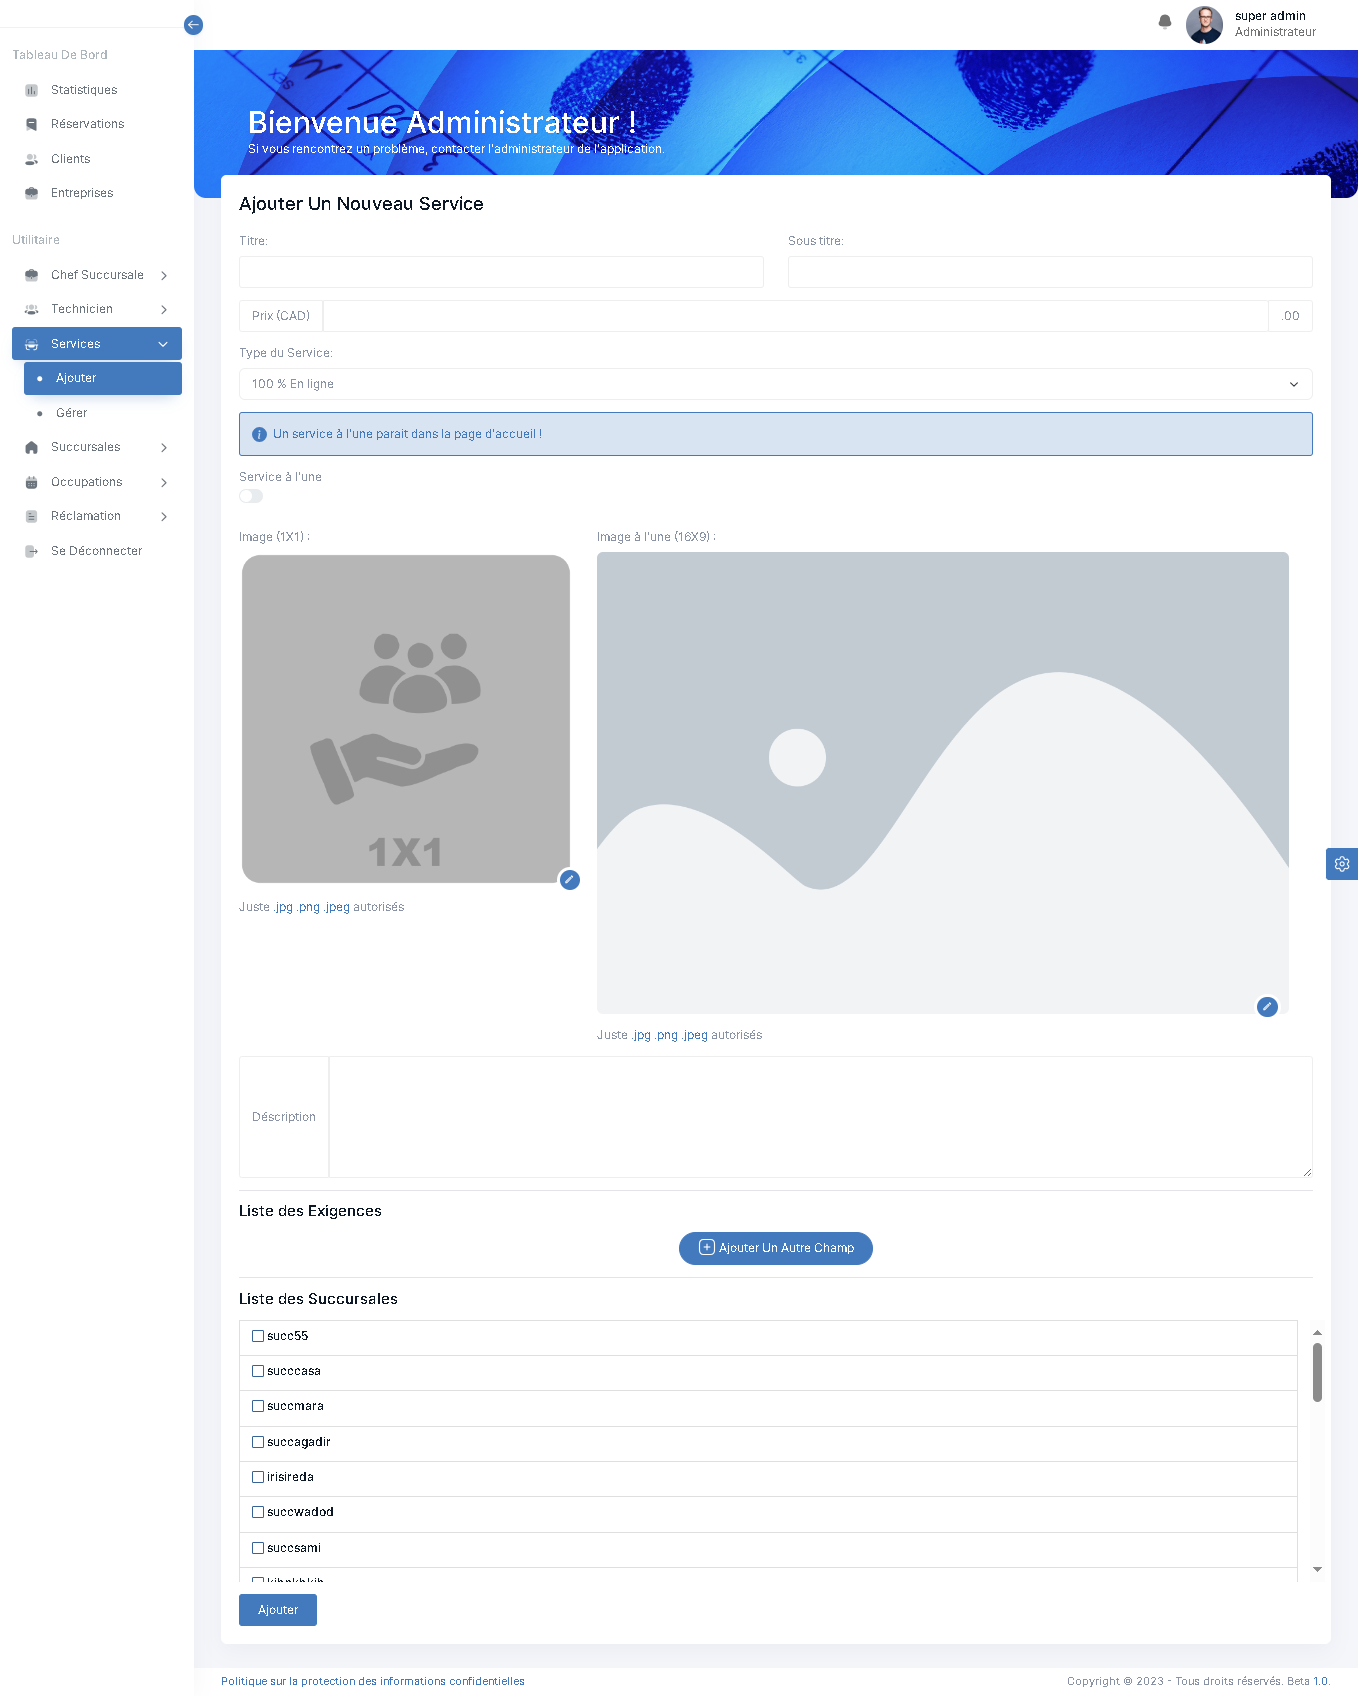 super admin
Administrateur
Tableau De Bord
Statistiques
Réservations
Clients
Entreprises
Utilitaire
Chef Succursale
Technicien
Services
Ajouter
Gérer
Succursales
Occupations
Réclamation
Se Déconnecter
Bienvenue Administrateur !
Si vous rencontrez un problème, contacter l'administrateur de l'application.
Ajouter Un Nouveau Service
Titre:
Sous titre:
Prix (CAD)
.00
Type du Service:
100 % En ligne
Un service à l'une parait dans la page d'accueil !
Service à l'une
Image (1X1) :
Image à l'une (16X9) :
1X1
Juste .jpg .png .jpeg autorisés
Juste .jpg .png .jpeg autorisés
Déscription
Liste des Exigences
Ajouter Un Autre Champ
Liste des Succursales
succ55
succcasa
succmara
succagadir
irisireda
succwadod
succsami
Ajouter
Politique sur la protection des informations confidentielles
Copyright © 2023 - Tous droits réservés. Beta 1.0.